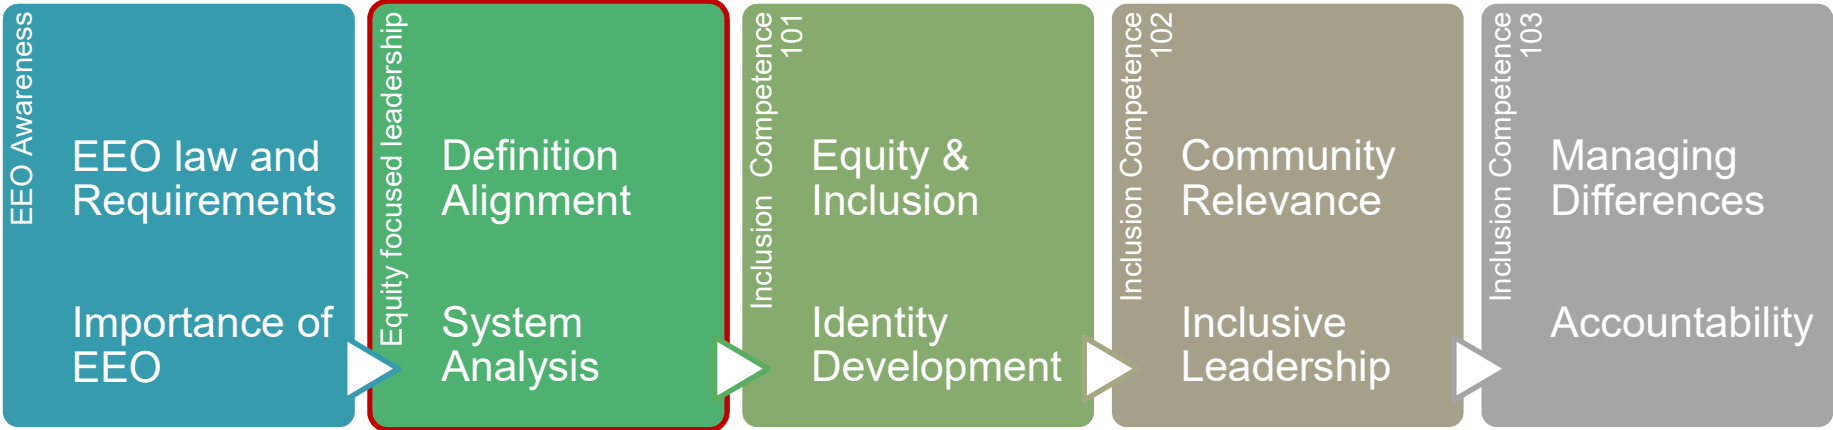 EEO Awareness
EEO law and
Requirements
Importance of
EEO
Equity focused leadership
Definition
Alignment
System
Analysis
Inclusion  Competence
101
Equity &
Inclusion
Identity
Development
Inclusion Competence
102
Community
Relevance
Inclusive
Leadership
Inclusion Competence
103
Managing
Differences
Accountability